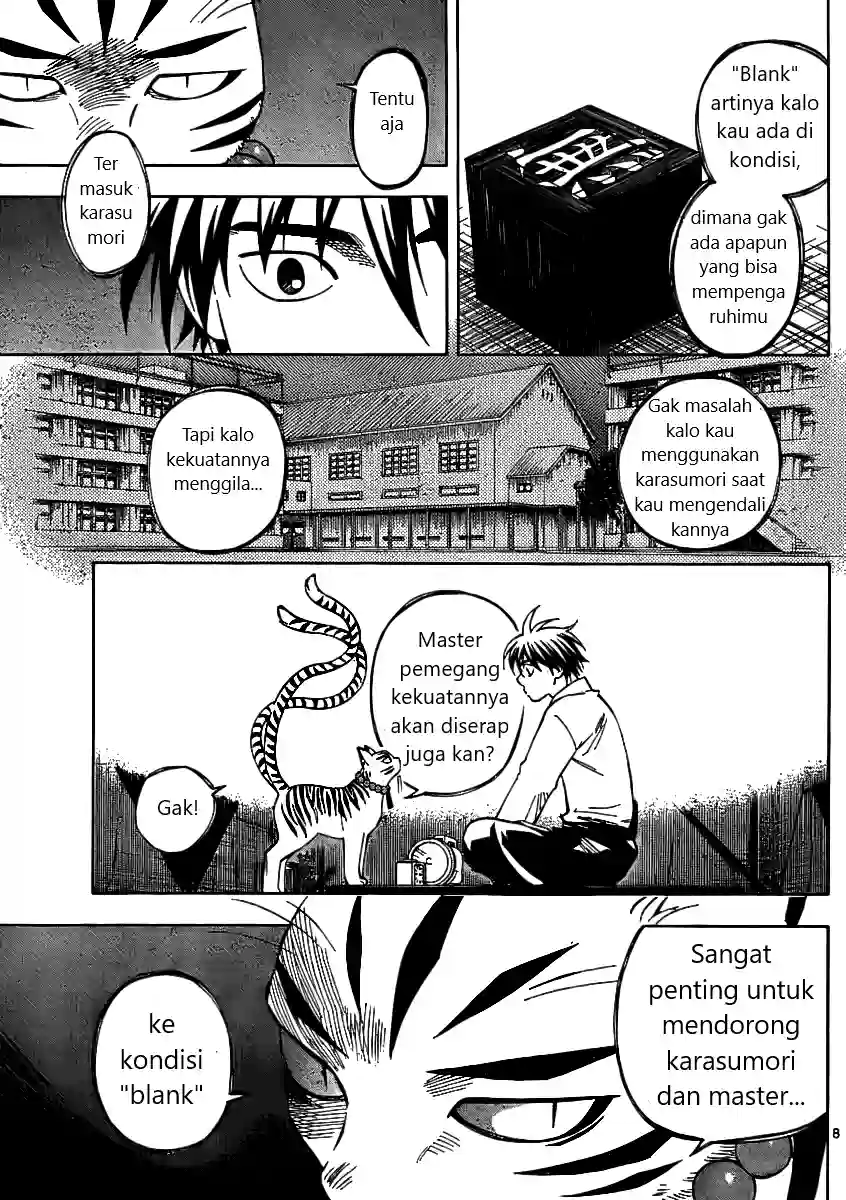 "Blank"
artinya kalo
kau ada di
kondisi,
dimana gak
ada apapun
yang bisa
mempenga
ruhimu
Tentu
aja
Ter
masuk
karasu
mori
Gak masalah
kalo kau
menggunakan
karasumori saat
kau mengendali
kannya
Tapi kalo
kekuatannya
menggila...
Master
pemegang
kekuatannya
akan diserap
juga kan?
Gak!
Sangat
penting untuk
mendorong
karasumori
dan master...
ke
kondisi
"blank"
8